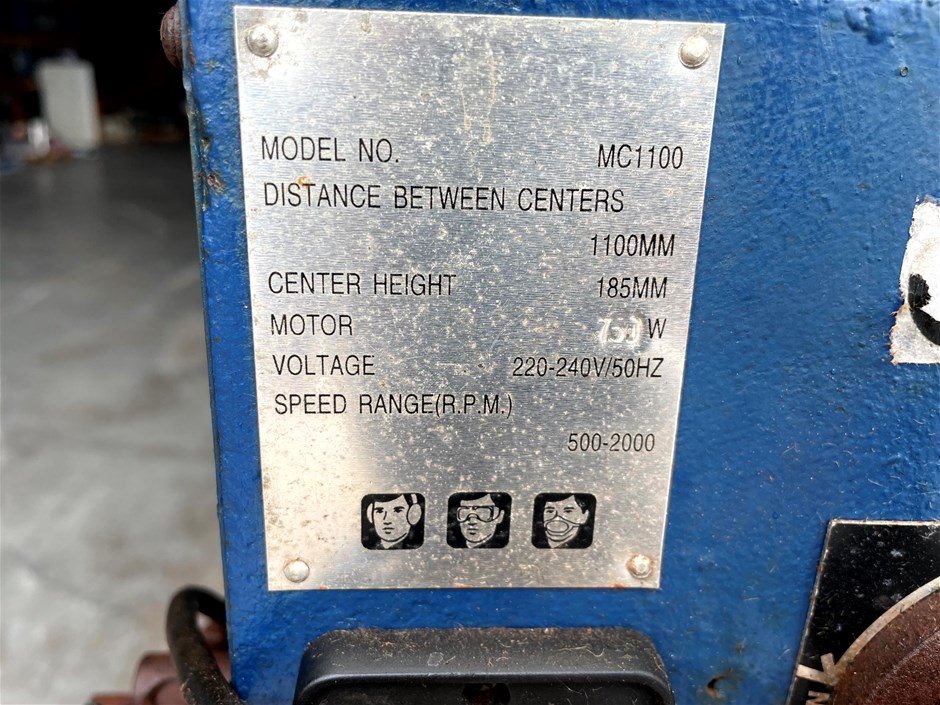 MODEL NO. MC1100
DISTANCE BETWEEN CENTERS
1100MM
CENTER HEIGHT 185MM
MOTOR 750 W
VOLTAGE 220-240V/50HZ
SPEED RANGE(R.P.M.)
500-2000